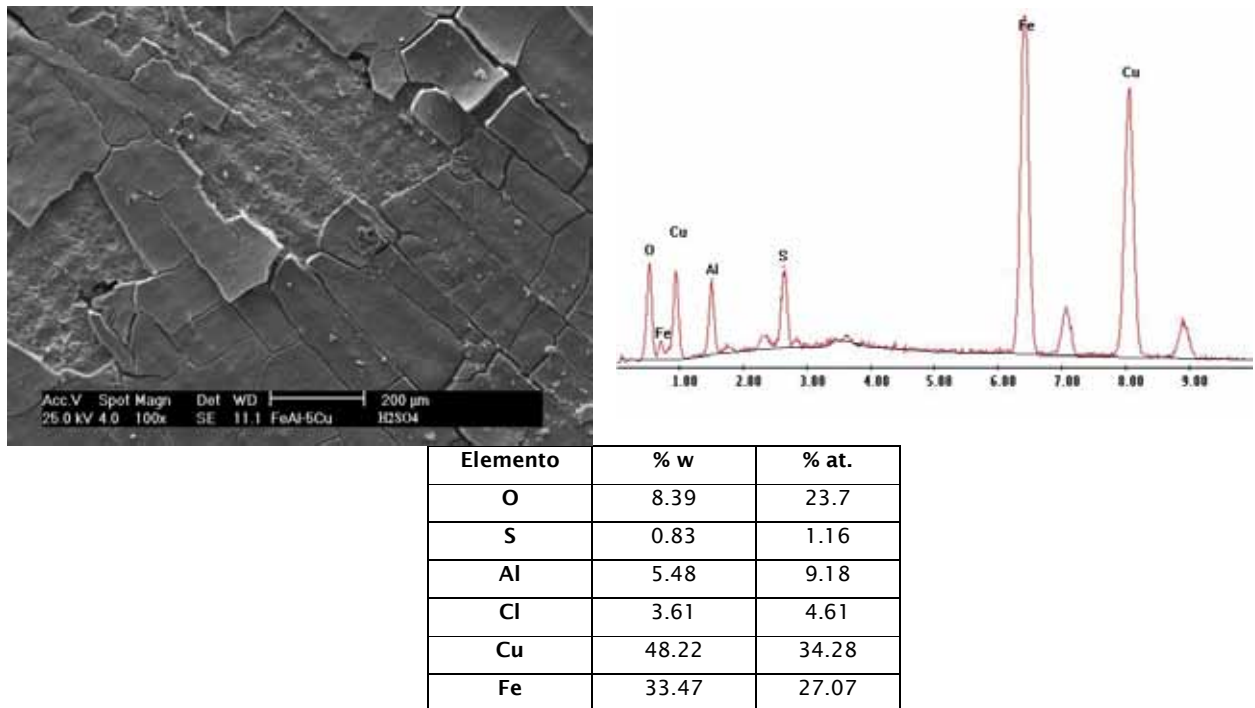 Acc.V Spot Magn Det WD 200 µm
25.0 kV 4.0 100x SE 11.1 FeAl-5Cu H2SO4
Fe
Cu
Cu
O
Al
S
Fe
1.00 2.00 3.00 4.00 5.00 6.00 7.00 8.00 9.00
Elemento % w % at.
O 8.39 23.7
S 0.83 1.16
Al 5.48 9.18
Cl 3.61 4.61
Cu 48.22 34.28
Fe 33.47 27.07